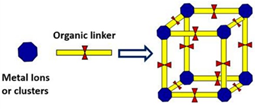 Organic linker
Metal Ions
or clusters